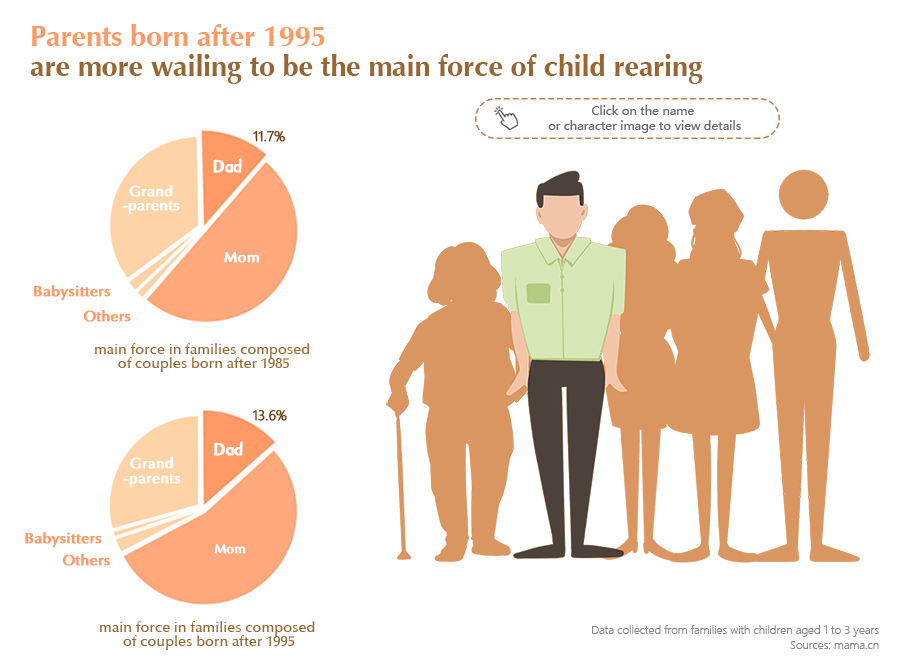 Parents born after 1995
are more wailing to be the main force of child rearing
Click on the name
or character image to view details
11.7%
Dad
Grand
-parents
Mom
Babysitters
Others
main force in families composed
of couples born after 1985
13.6%
Dad
Grand
-parents
Mom
Babysitters
Others
main force in families composed
of couples born after 1995
Data collected from families with children aged 1 to 3 years
Sources: mama.cn